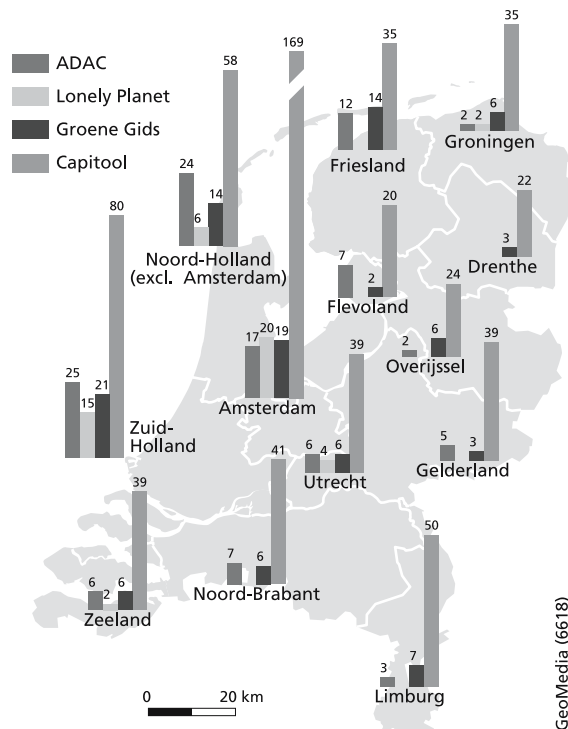 ADAC
Lonely Planet
Groene Gids
Capitool
169
58
24
6
14
Noord-Holland
(excl. Amsterdam)
12
14
35
Friesland
2 2 6 35
Groningen
3 22
Drenthe
7 2 20
Flevoland
2 6 24
Overijssel
17 20 19
Amsterdam
80
25
15
21
Zuid-
Holland
6 4 6 39
Utrecht
5 3 39
Gelderland
6 2 6 39
Zeeland
7 6 41
Noord-Brabant
3 7 50
Limburg
0 20 km
GeoMedia (6618)